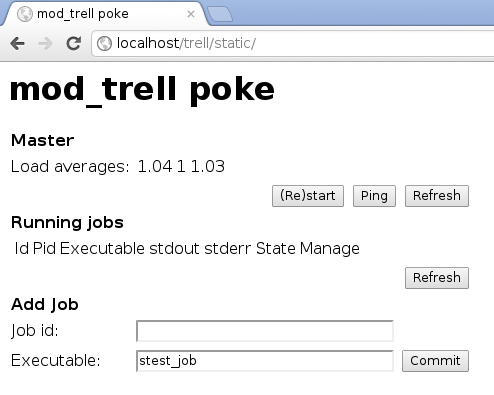 mod_trell poke
localhost/trell/static/
mod_trell poke
Master
Load averages: 1.04 1 1.03
(Re)start Ping Refresh
Running jobs
Id Pid Executable stdout stderr State Manage
Refresh
Add Job
Job id:
Executable: stest_job Commit